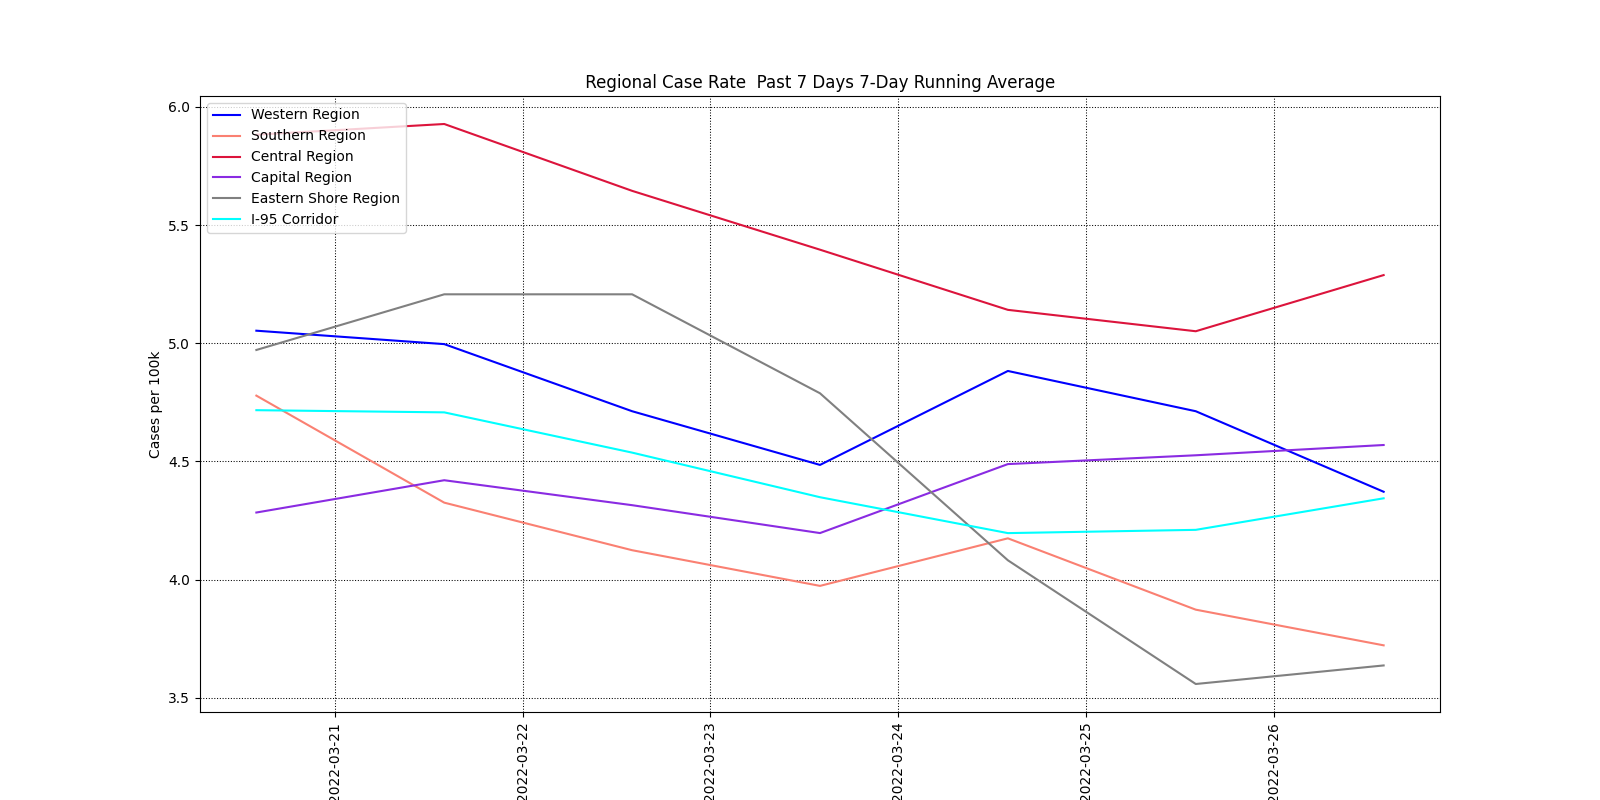 Regional Case Rate  Past 7 Days 7-Day Running Average
Western Region
Southern Region
Central Region
Capital Region
Eastern Shore Region
I-95 Corridor
Cases per 100k
6.0
5.5
5.0
4.5
4.0
3.5
2022-03-21
2022-03-22
2022-03-23
2022-03-24
2022-03-25
2022-03-26